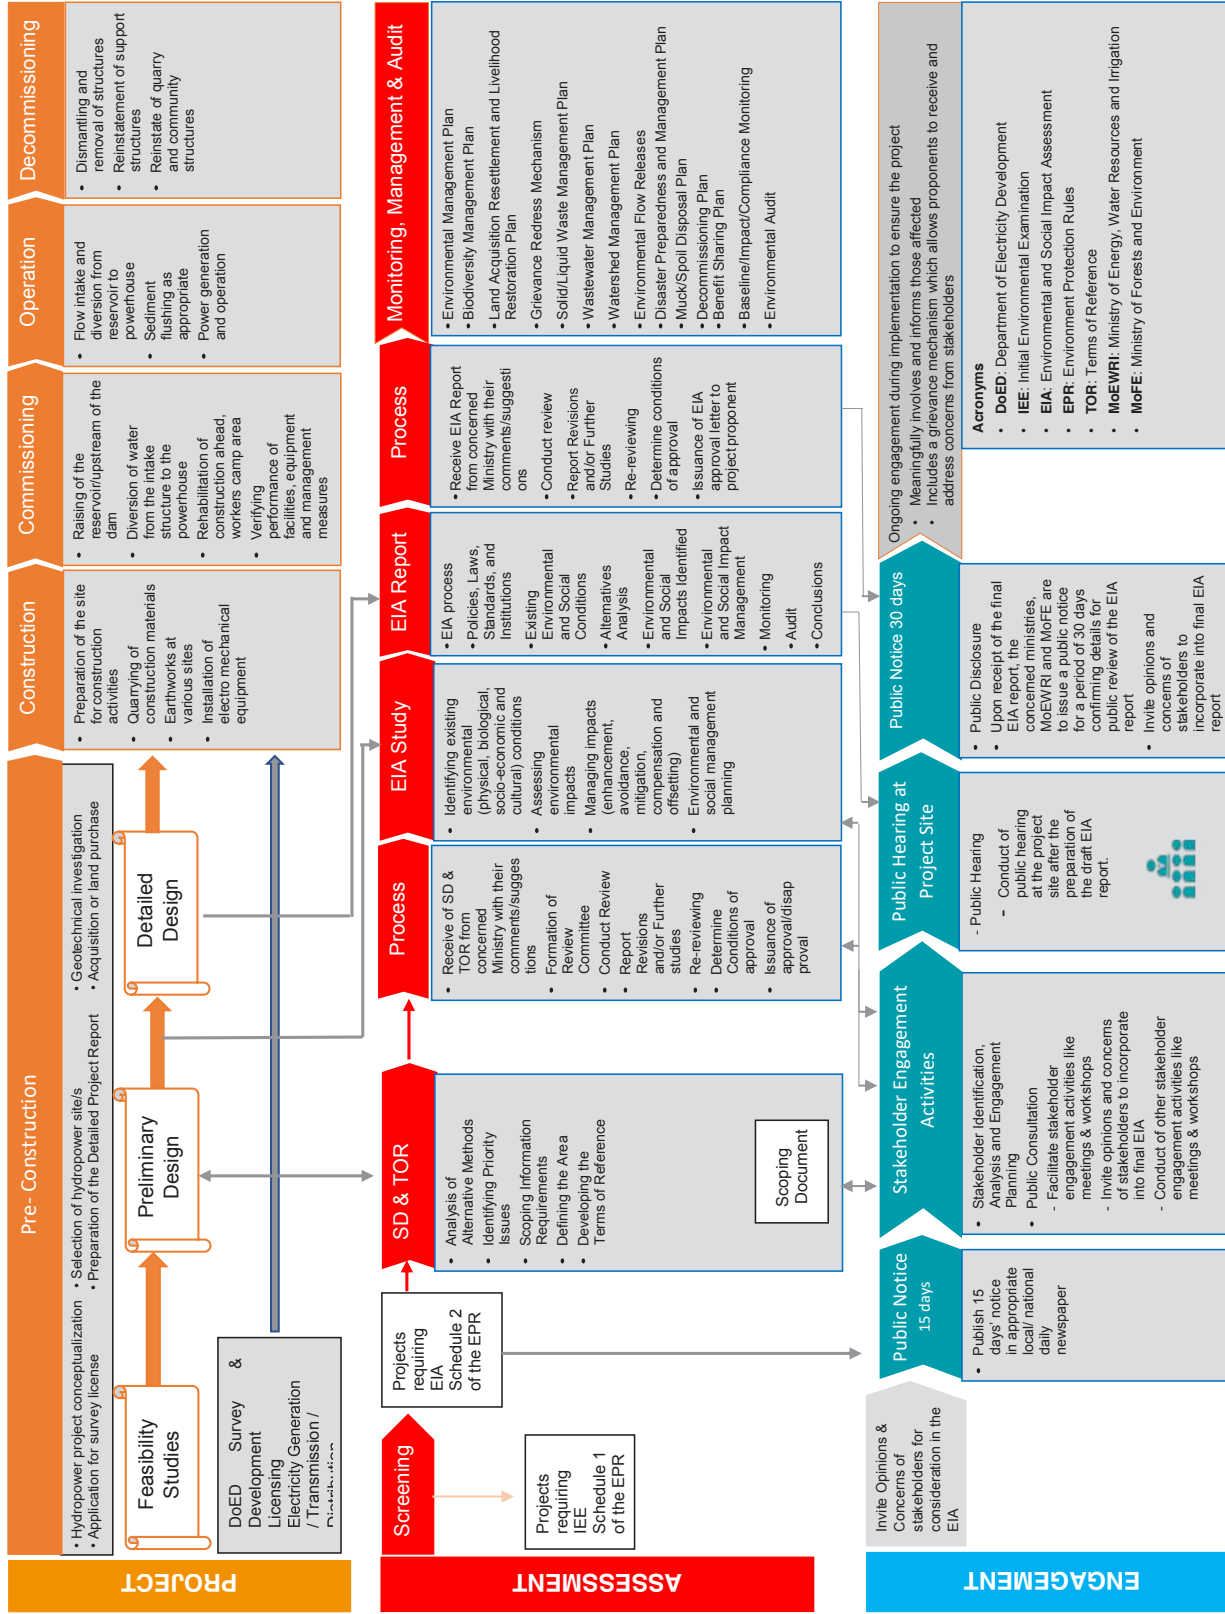 PROJECT
Pre- Construction
Construction
Commissioning
Operation
Decommissioning
• Hydropower project conceptualization
• Application for survey license
• Selection of hydropower site/s
• Preparation of the Detailed Project Report
• Geotechnical investigation
• Acquisition or land purchase
Feasibility
Studies
Preliminary
Design
Detailed
Design
DoED Survey &
Development
Licensing
Electricity Generation
/ Transmission /
Distribution
• Preparation of the site
for construction
activities
• Quarrying of
construction materials
• Earthworks at
various sites
• Installation of
electro mechanical
equipment
• Raising of the
reservoir/upstream of the
dam
• Diversion of water
from the intake
structure to the
powerhouse
• Rehabilitation of
construction ahead,
workers camp area
• Verifying
performance of
facilities, equipment
and management
measures
• Flow intake and
diversion from
reservoir to
powerhouse
• Sediment
flushing as
appropriate
• Power generation
and operation
• Dismantling and
removal of structures
• Reinstatement of support
structures
• Reinstate of quarry
and community
structures
ASSESSMENT
Screening
Projects
requiring
IEE
Schedule 1
of the EPR
Projects
requiring
EIA
Schedule 2
of the EPR
SD & TOR
• Analysis of
Alternative Methods
• Identifying Priority
Issues
• Scoping Information
Requirements
• Defining the Area
• Developing the
Terms of Reference
Scoping
Document
Process
• Receive of SD &
TOR from
concerned
Ministry with their
comments/sugges
tions
• Formation of
Review
Committee
• Conduct Review
• Report
Revisions
and/or Further
studies
• Re-reviewing
• Determine
Conditions of
approval
• Issuance of
approval/disap
proval
EIA Study
• Identifying existing
environmental
(physical, biological,
socio-economic and
cultural) conditions
• Assessing
environmental
impacts
• Managing impacts
(enhancement,
avoidance,
mitigation,
compensation and
offsetting)
• Environmental and
social management
planning
EIA Report
• EIA process
• Policies, Laws,
Standards, and
Institutions
• Existing
Environmental
and Social
Conditions
• Alternatives
Analysis
• Environmental
and Social
Impacts Identified
• Environmental
and Social Impact
Management
• Monitoring
• Audit
• Conclusions
Process
• Receive EIA Report
from concerned
Ministry with their
comments/suggesti
ons
• Conduct review
• Report Revisions
and/or Further
Studies
• Re-reviewing
• Determine conditions
of approval
• Issuance of EIA
approval letter to
project proponent
Monitoring, Management & Audit
• Environmental Management Plan
• Biodiversity Management Plan
• Land Acquisition Resettlement and Livelihood
Restoration Plan
• Grievance Redress Mechanism
• Solid/Liquid Waste Management Plan
• Wastewater Management Plan
• Watershed Management Plan
• Environmental Flow Releases
• Disaster Preparedness and Management Plan
• Muck/Spoil Disposal Plan
• Decommissioning Plan
• Benefit Sharing Plan
• Baseline/Impact/Compliance Monitoring
• Environmental Audit
ENGAGEMENT
Invite Opinions &
Concerns of
stakeholders for
consideration in the
EIA
Public Notice
15 days
• Publish 15
days' notice
in appropriate
local/ national
daily
newspaper
Stakeholder Engagement
Activities
• Stakeholder Identification,
Analysis and Engagement
Planning
• Public Consultation
- Facilitate stakeholder
engagement activities like
meetings & workshops
- Invite opinions and concerns
of stakeholders to incorporate
into final EIA
- Conduct of other stakeholder
engagement activities like
meetings & workshops
Public Hearing at
Project Site
- Public Hearing
- Conduct of
public hearing
at the project
site after the
preparation of
the draft EIA
report.
Public Notice 30 days
• Public Disclosure
• Upon receipt of the final
EIA report, the
concerned ministries,
MoEWRI and MoFE are
to issue a public notice
for a period of 30 days
confirming details for
public review of the EIA
report
• Invite opinions and
concerns of
stakeholders to
incorporate into final EIA
report
Ongoing engagement during implementation to ensure the project
• Meaningfully involves and informs those affected
• Includes a grievance mechanism which allows proponents to receive and
address concerns from stakeholders
Acronyms
• DoED: Department of Electricity Development
• IEE: Initial Environmental Examination
• EIA: Environmental and Social Impact Assessment
• EPR: Environment Protection Rules
• TOR: Terms of Reference
• MoEWRI: Ministry of Energy, Water Resources and Irrigation
• MoFE: Ministry of Forests and Environment